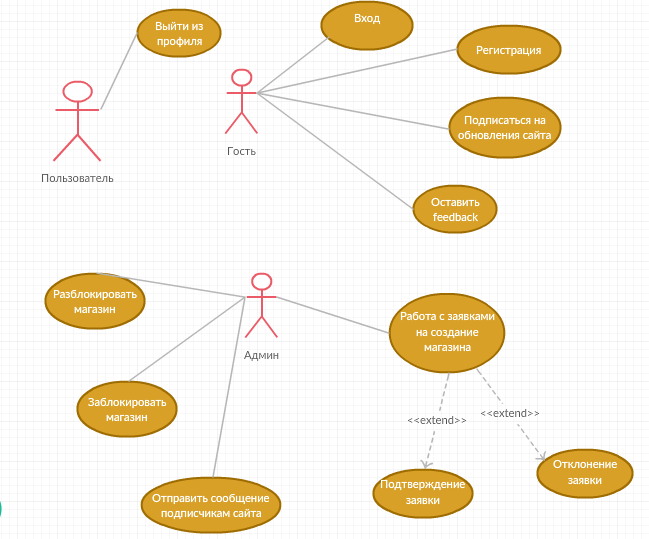 Выйти из
профиля
Вход
Регистрация
Подписаться на
обновления сайта
Оставить
feedback
Пользователь
Гость
Разблокировать
магазин
Заблокировать
магазин
Отправить сообщение
подписчикам сайта
Админ
Работа с заявками
на создание
магазина
<<extend>>
<<extend>>
Подтверждение
заявки
Отклонение
заявки